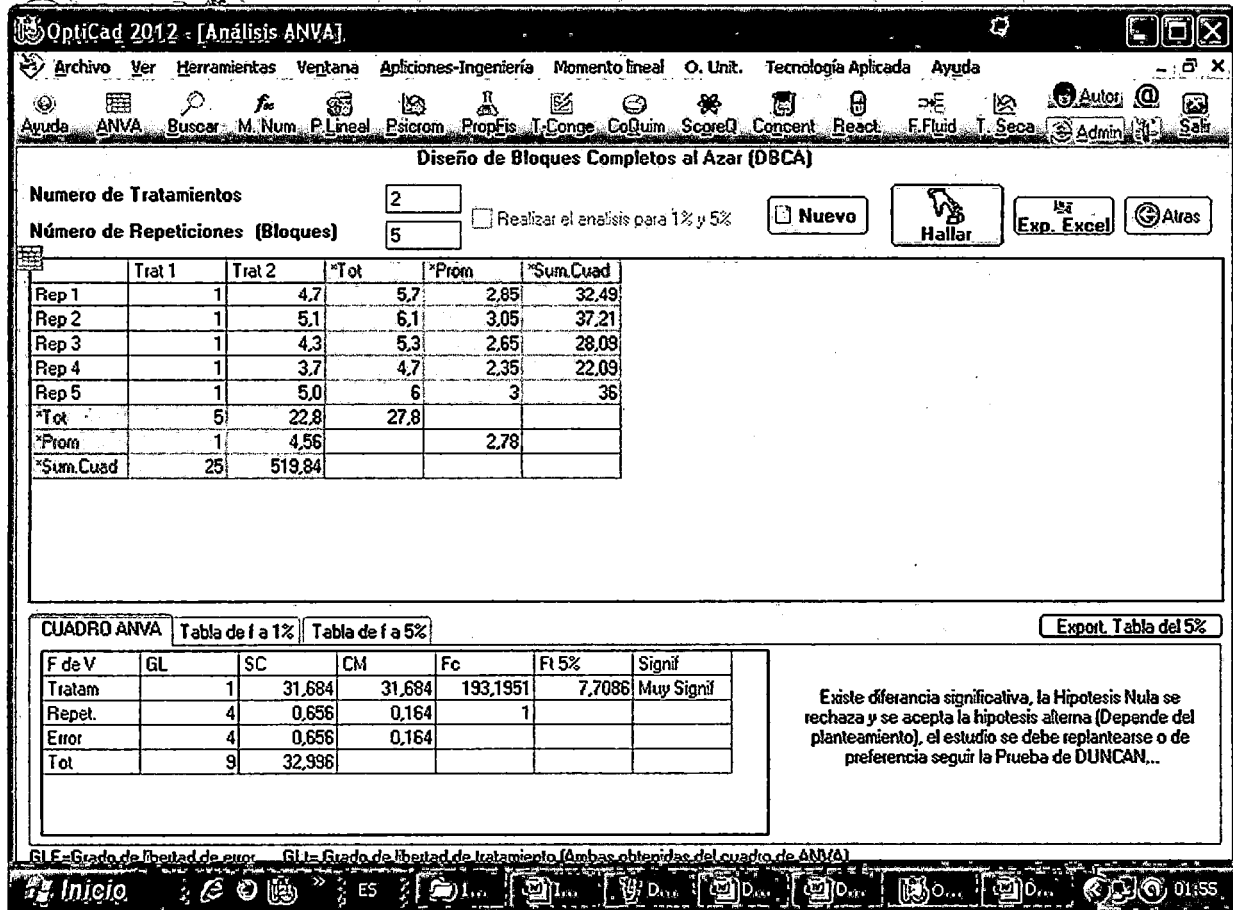 OptiCad 2012 - [Análisis ANVA]
Archivo Ver Herramientas Ventana Apliciones-Ingeniería Momento lineal O. Unit. Tecnología Aplicada Ayuda
Ayuda ANVA Buscar M. Num P.Lineal Psicrom PropFis T-Conge CoQuim ScoreQ Concent React. F.Fluid T. Seca Autor Admin Salir
Diseño de Bloques Completos al Azar (DBCA)
Numero de Tratamientos 2
Número de Repeticiones (Bloques) 5
Realizar el analisis para 1% y 5%
Nuevo Hallar Exp. Excel Atras
Trat 1 Trat 2 *Tot *Prom *Sum.Cuad
Rep 1 1 4,7 5,7 2,85 32,49
Rep 2 1 5,1 6,1 3,05 37,21
Rep 3 1 4,3 5,3 2,65 28,09
Rep 4 1 3,7 4,7 2,35 22,09
Rep 5 1 5,0 6 3 36
*Tot 5 22,8 27,8
*Prom 1 4,56 2,78
*Sum.Cuad 25 519,84
CUADRO ANVA Tabla de f a 1% Tabla de f a 5% Export. Tabla del 5%
F de V GL SC CM Fc Ft 5% Signif
Tratam 1 31,684 31,684 193,1951 7,7086 Muy Signif
Repet. 4 0,656 0,164 1
Error 4 0,656 0,164
Tot 9 32,996
Existe diferancia significativa, la Hipotesis Nula se
rechaza y se acepta la hipotesis alterna (Depende del
planteamiento), el estudio se debe replantearse o de
preferencia seguir la Prueba de DUNCAN...
GLE=Grado de libertad de error GLt= Grado de libertad de tratamiento (Ambas obtenidas del cuadro de ANVA)
Inicio ES 01:55